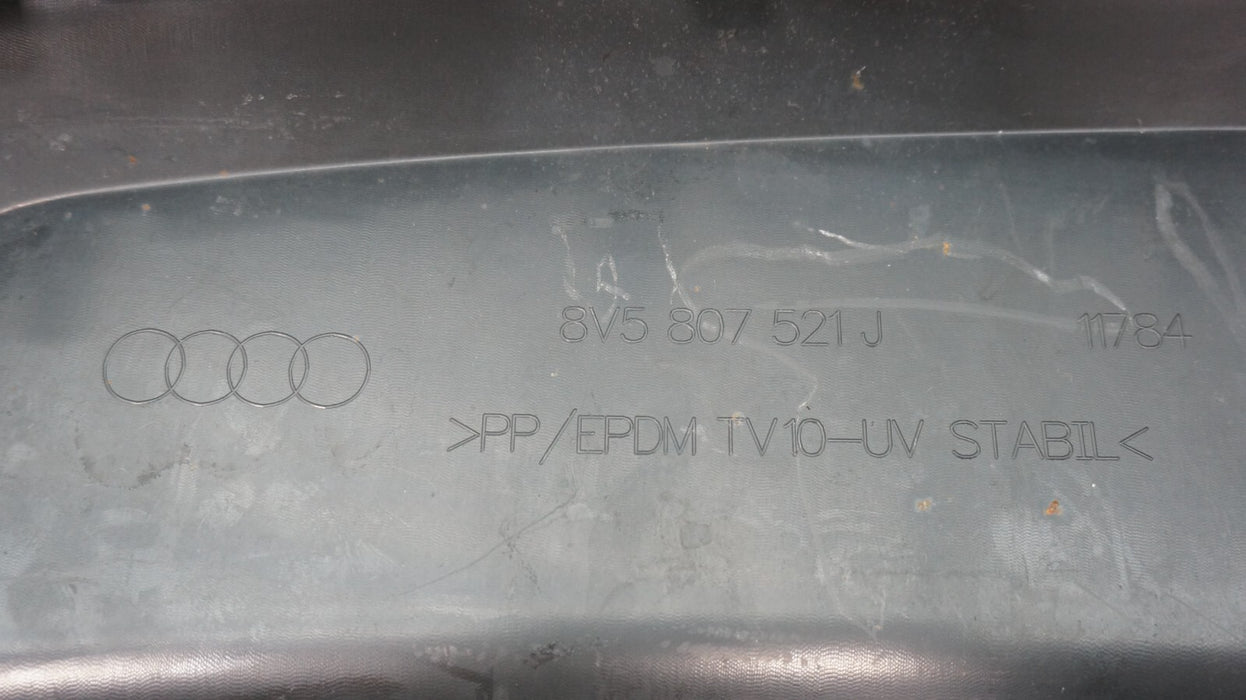 8V5 807 521 J 11784
>PP/EPDM TV10-UV STABIL<